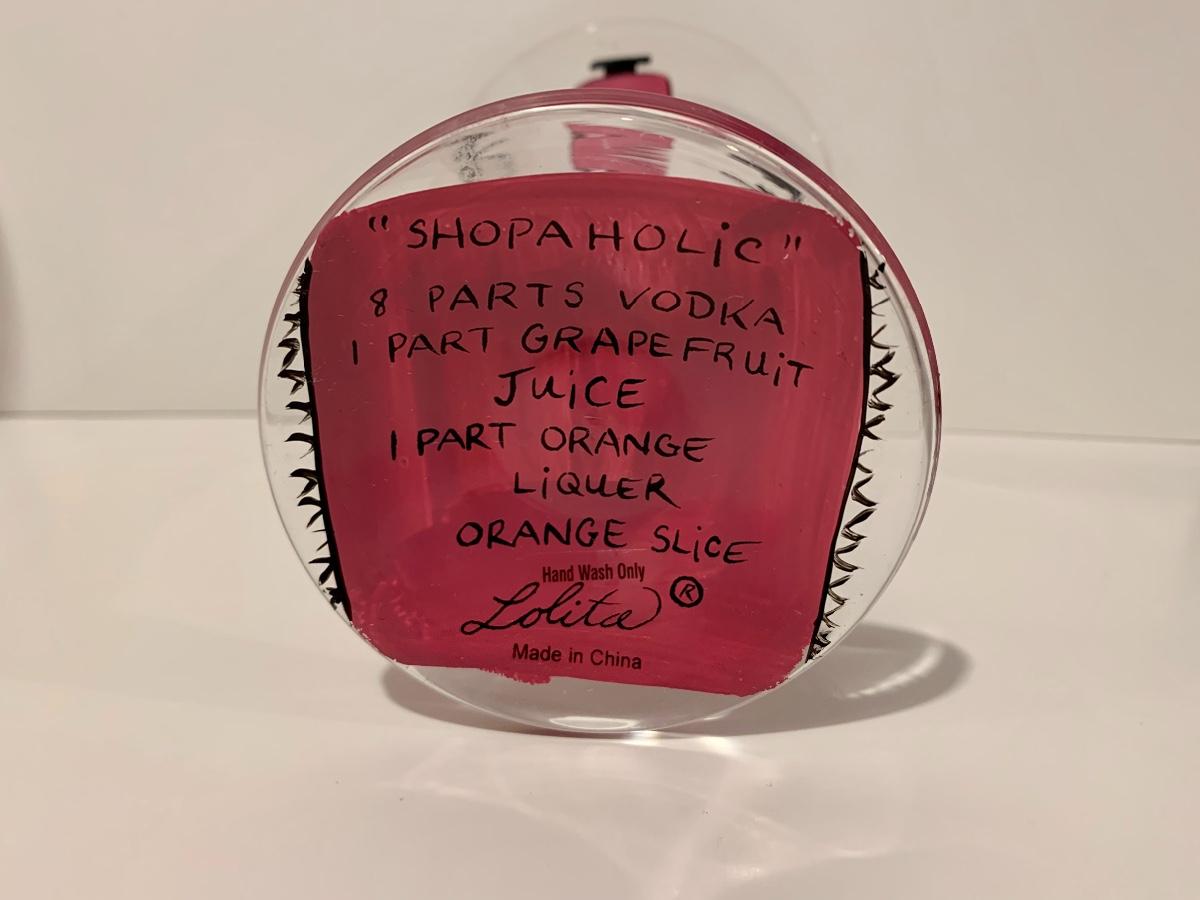 "SHOPAHOLiC"
8 PARTS VODKA
1 PART GRAPEFRUiT
JUiCE
1 PART ORANGE
LiQUER
ORANGE SLiCE
Hand Wash Only
Lolita ®
Made in China